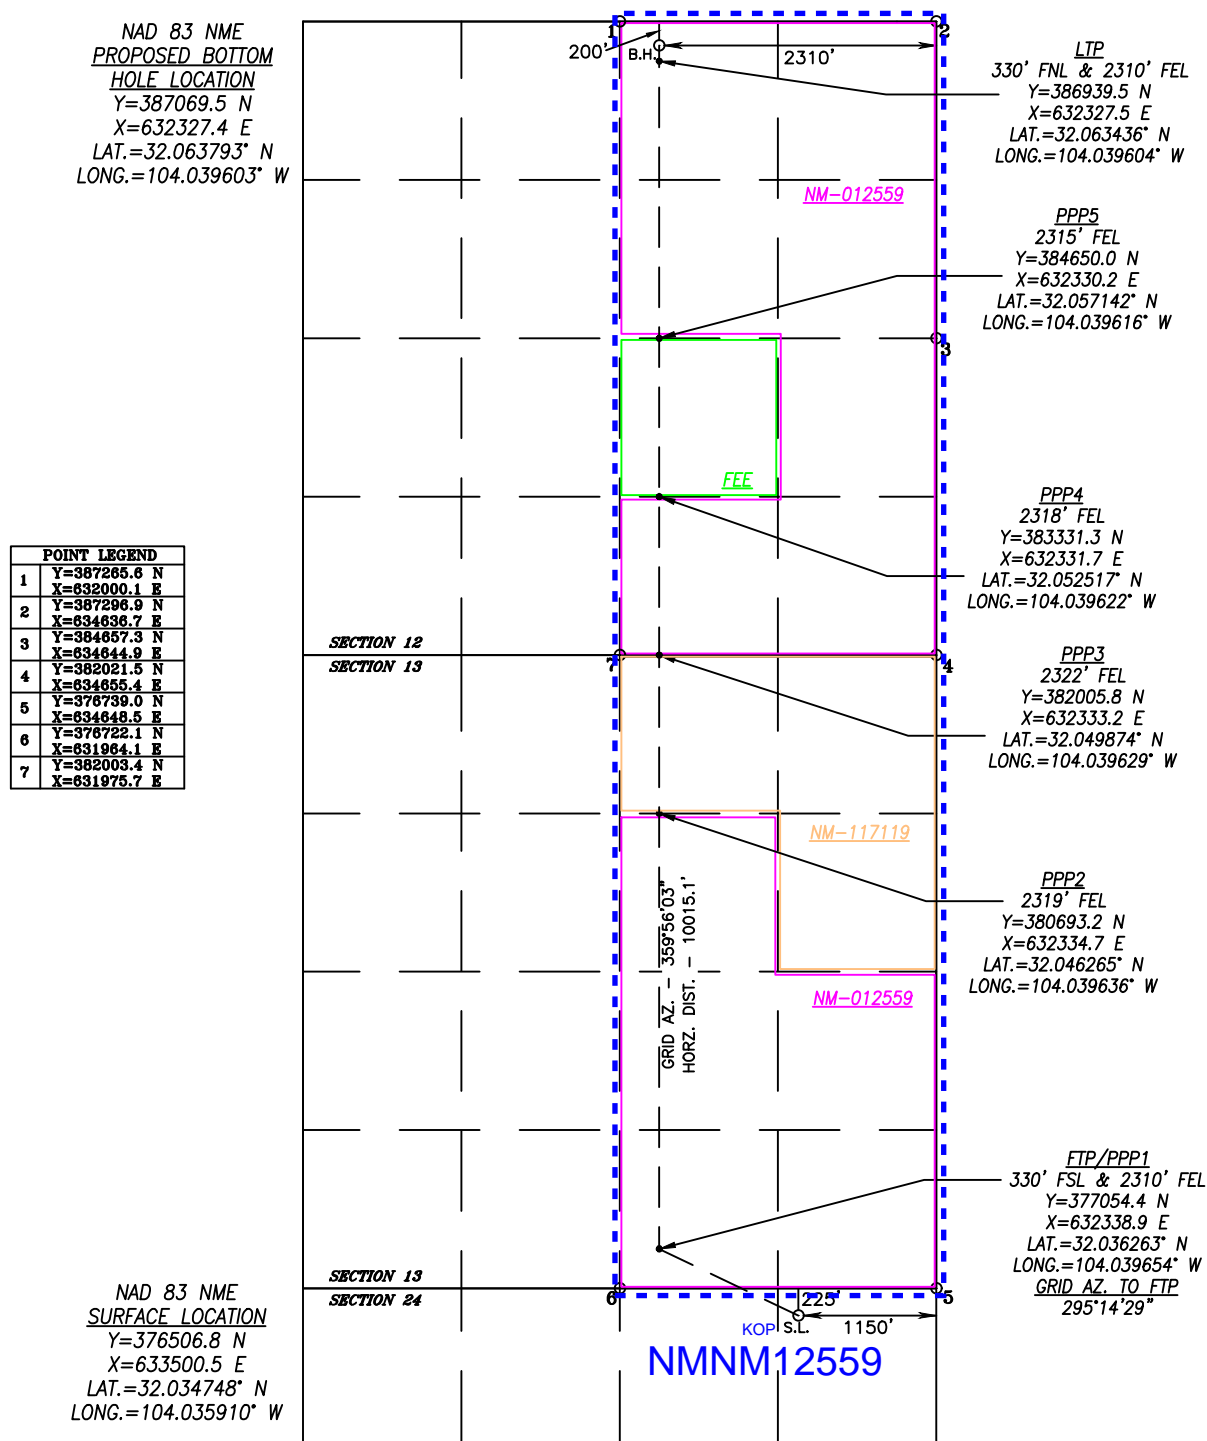 NAD 83 NME
PROPOSED BOTTOM
HOLE LOCATION
Y=387069.5 N
X=632327.4 E
LAT.=32.063793° N
LONG.=104.039603° W
1
2
200'
B.H.
2310'
LTP
330' FNL & 2310' FEL
Y=386939.5 N
X=632327.5 E
LAT.=32.063436° N
LONG.=104.039604° W
NM-012559
PPP5
2315' FEL
Y=384650.0 N
X=632330.2 E
LAT.=32.057142° N
LONG.=104.039616° W
3
FEE
PPP4
2318' FEL
Y=383331.3 N
X=632331.7 E
LAT.=32.052517° N
LONG.=104.039622° W
POINT LEGEND
1 Y=387265.6 N
X=632000.1 E
2 Y=387296.9 N
X=634636.7 E
3 Y=384657.3 N
X=634644.9 E
4 Y=382021.5 N
X=634655.4 E
5 Y=376739.0 N
X=634648.5 E
6 Y=376722.1 N
X=631964.1 E
7 Y=382003.4 N
X=631975.7 E
SECTION 12
SECTION 13
7
4
PPP3
2322' FEL
Y=382005.8 N
X=632333.2 E
LAT.=32.049874° N
LONG.=104.039629° W
NM-117119
PPP2
2319' FEL
Y=380693.2 N
X=632334.7 E
LAT.=32.046265° N
LONG.=104.039636° W
GRID AZ. - 359°56'03"
HORZ. DIST. - 10015.1'
NM-012559
FTP/PPP1
330' FSL & 2310' FEL
Y=377054.4 N
X=632338.9 E
LAT.=32.036263° N
LONG.=104.039654° W
GRID AZ. TO FTP
295°14'29"
SECTION 13
SECTION 24
6
5
225'
KOP S.L.
1150'
NMNM12559
NAD 83 NME
SURFACE LOCATION
Y=376506.8 N
X=633500.5 E
LAT.=32.034748° N
LONG.=104.035910° W